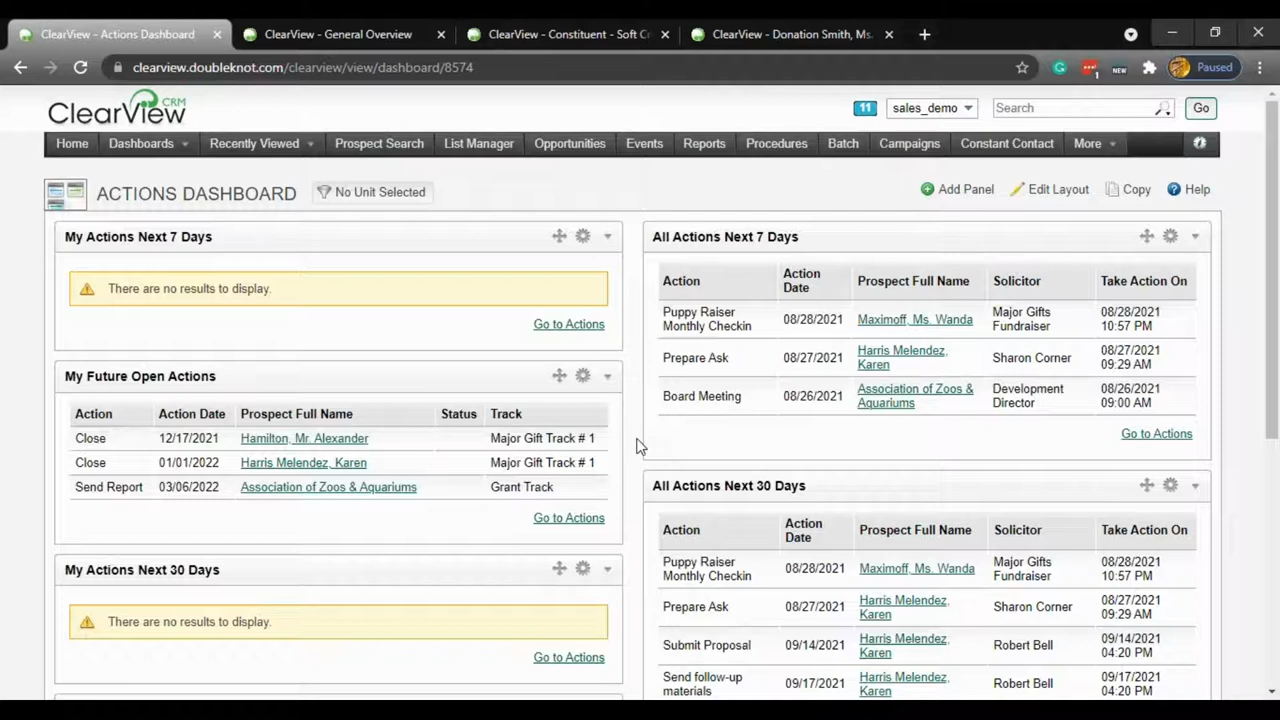 ClearView - Actions Dashboard
ClearView - General Overview
ClearView - Constituent - Soft Cr
ClearView - Donation Smith, Ms.
clearview.doubleknot.com/clearview/view/dashboard/8574
1
NEW
Paused
ClearView CRM
11
sales_demo
Search
Go
Home Dashboards Recently Viewed Prospect Search List Manager Opportunities Events Reports Procedures Batch Campaigns Constant Contact More
ACTIONS DASHBOARD
No Unit Selected
Add Panel Edit Layout Copy Help
My Actions Next 7 Days
There are no results to display.
Go to Actions
My Future Open Actions
Action Action Date Prospect Full Name Status Track
Close 12/17/2021 Hamilton, Mr. Alexander Major Gift Track # 1
Close 01/01/2022 Harris Melendez, Karen Major Gift Track # 1
Send Report 03/06/2022 Association of Zoos & Aquariums Grant Track
Go to Actions
My Actions Next 30 Days
There are no results to display.
Go to Actions
All Actions Next 7 Days
Action Action Date Prospect Full Name Solicitor Take Action On
Puppy Raiser Monthly Checkin 08/28/2021 Maximoff, Ms. Wanda Major Gifts Fundraiser 08/28/2021 10:57 PM
Prepare Ask 08/27/2021 Harris Melendez, Karen Sharon Corner 08/27/2021 09:29 AM
Board Meeting 08/26/2021 Association of Zoos & Aquariums Development Director 08/26/2021 09:00 AM
Go to Actions
All Actions Next 30 Days
Action Action Date Prospect Full Name Solicitor Take Action On
Puppy Raiser Monthly Checkin 08/28/2021 Maximoff, Ms. Wanda Major Gifts Fundraiser 08/28/2021 10:57 PM
Prepare Ask 08/27/2021 Harris Melendez, Karen Sharon Corner 08/27/2021 09:29 AM
Submit Proposal 09/14/2021 Harris Melendez, Karen Robert Bell 09/14/2021 04:20 PM
Send follow-up materials 09/17/2021 Harris Melendez, Karen Robert Bell 09/17/2021 04:20 PM